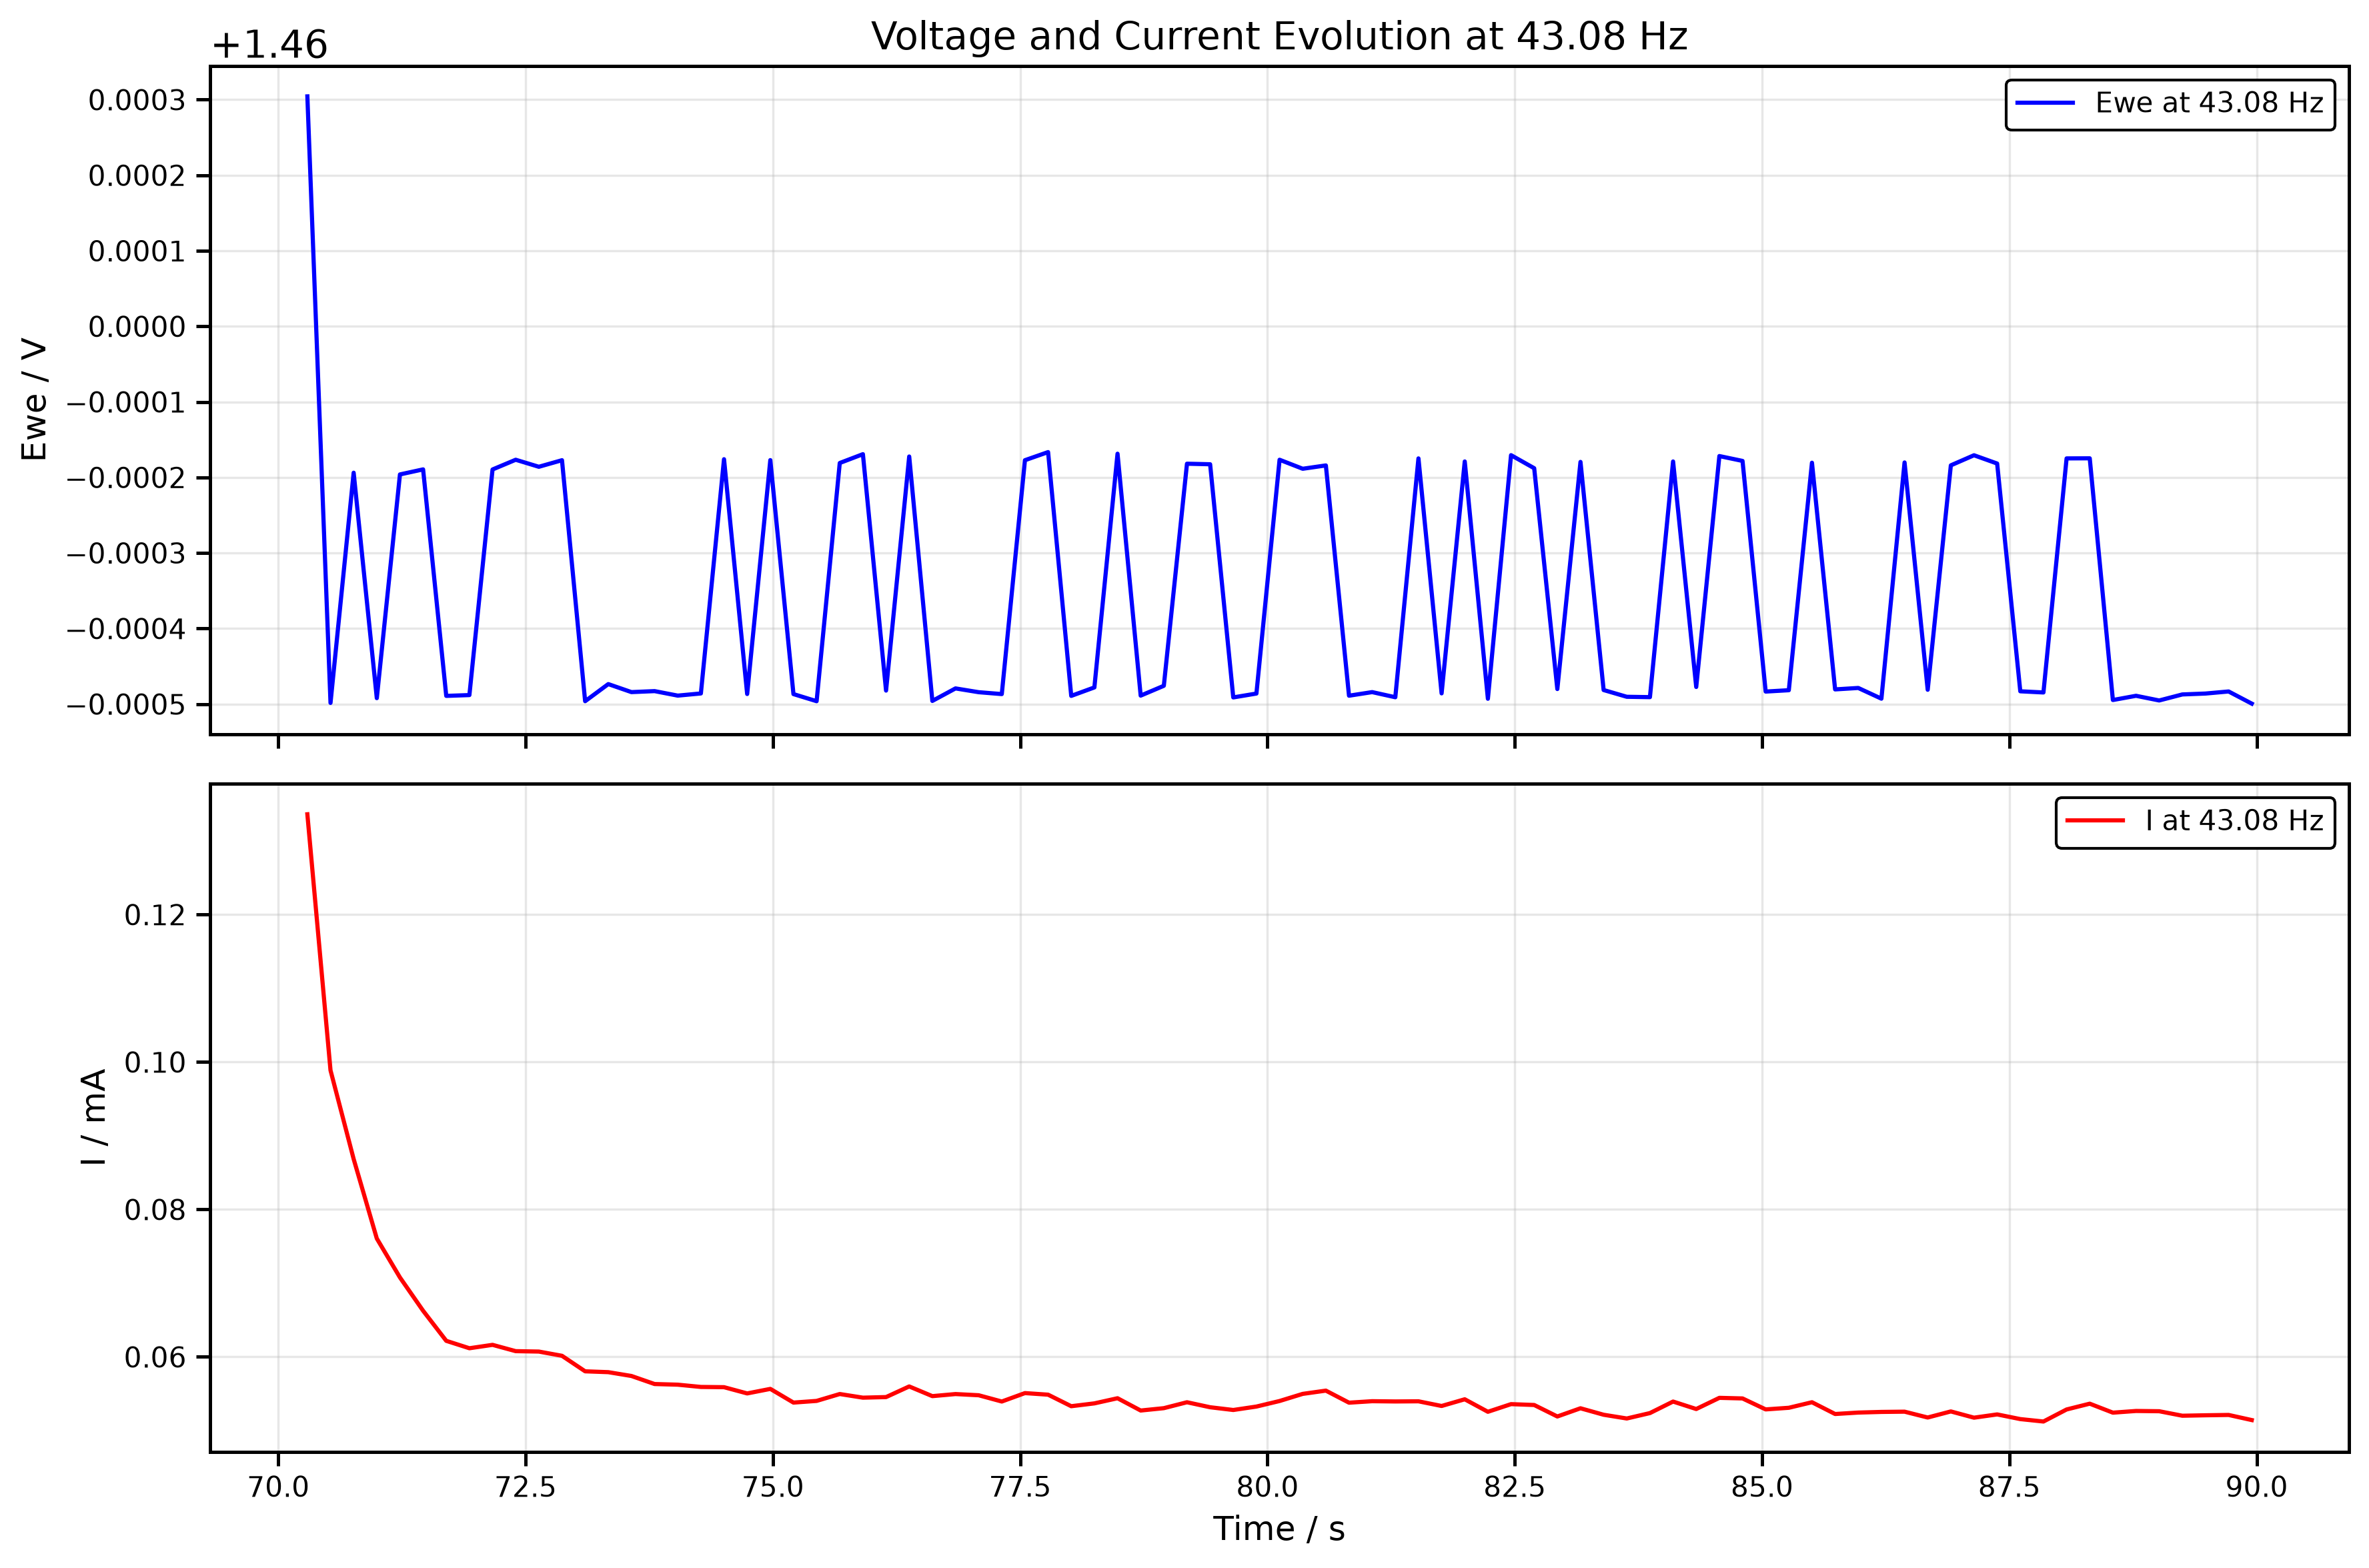 Voltage and Current Evolution at 43.08 Hz
+1.46
Ewe at 43.08 Hz
0.0003
0.0002
0.0001
0.0000
−0.0001
−0.0002
−0.0003
−0.0004
−0.0005
Ewe / V
I at 43.08 Hz
0.12
0.10
0.08
0.06
I / mA
70.0 72.5 75.0 77.5 80.0 82.5 85.0 87.5 90.0
Time / s